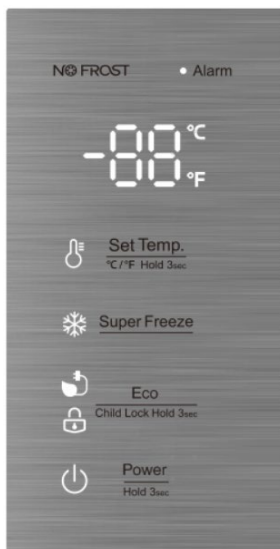 NO FROST
Alarm
-88 °C
°F
Set Temp.
°C/°F Hold 3sec
Super Freeze
Eco
Child Lock Hold 3sec
Power
Hold 3sec